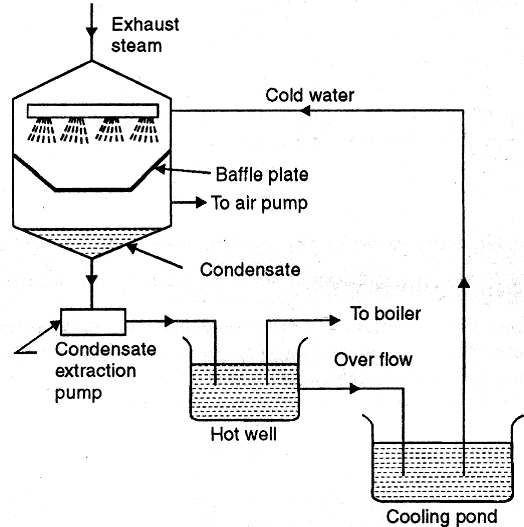 Exhaust
steam
Cold water
Baffle plate
To air pump
Condensate
Condensate
extraction
pump
To boiler
Over flow
Hot well
Cooling pond